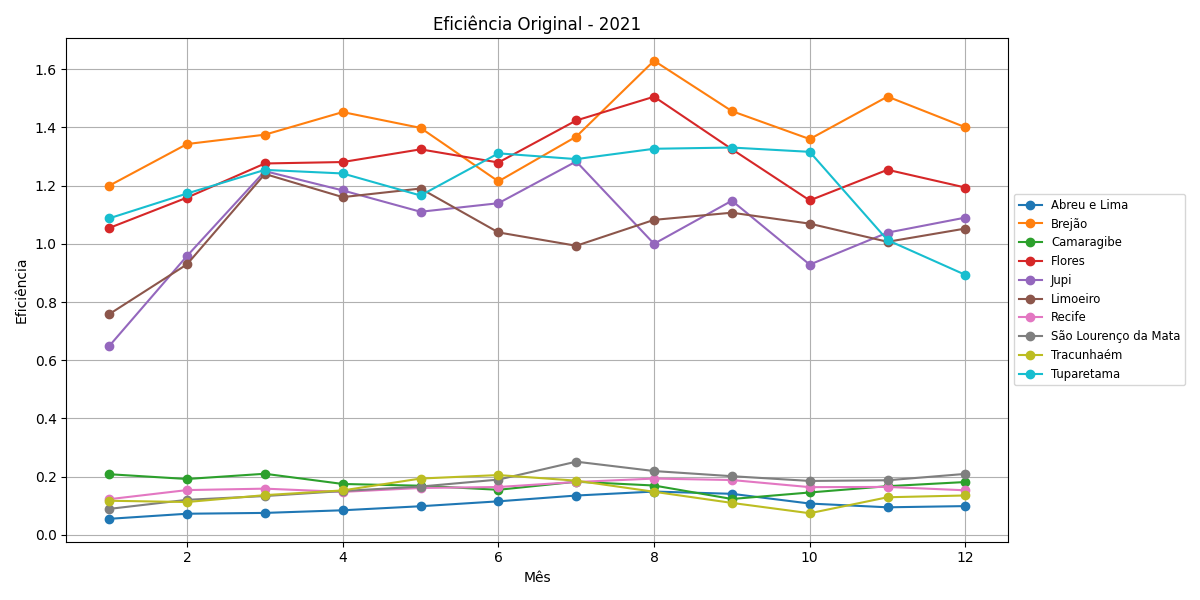 Eficiência Original - 2021
Eficiência
1.6
1.4
1.2
1.0
0.8
0.6
0.4
0.2
0.0
2
4
6
8
10
12
Mês
Abreu e Lima
Brejão
Camaragibe
Flores
Jupi
Limoeiro
Recife
São Lourenço da Mata
Tracunhaém
Tuparetama